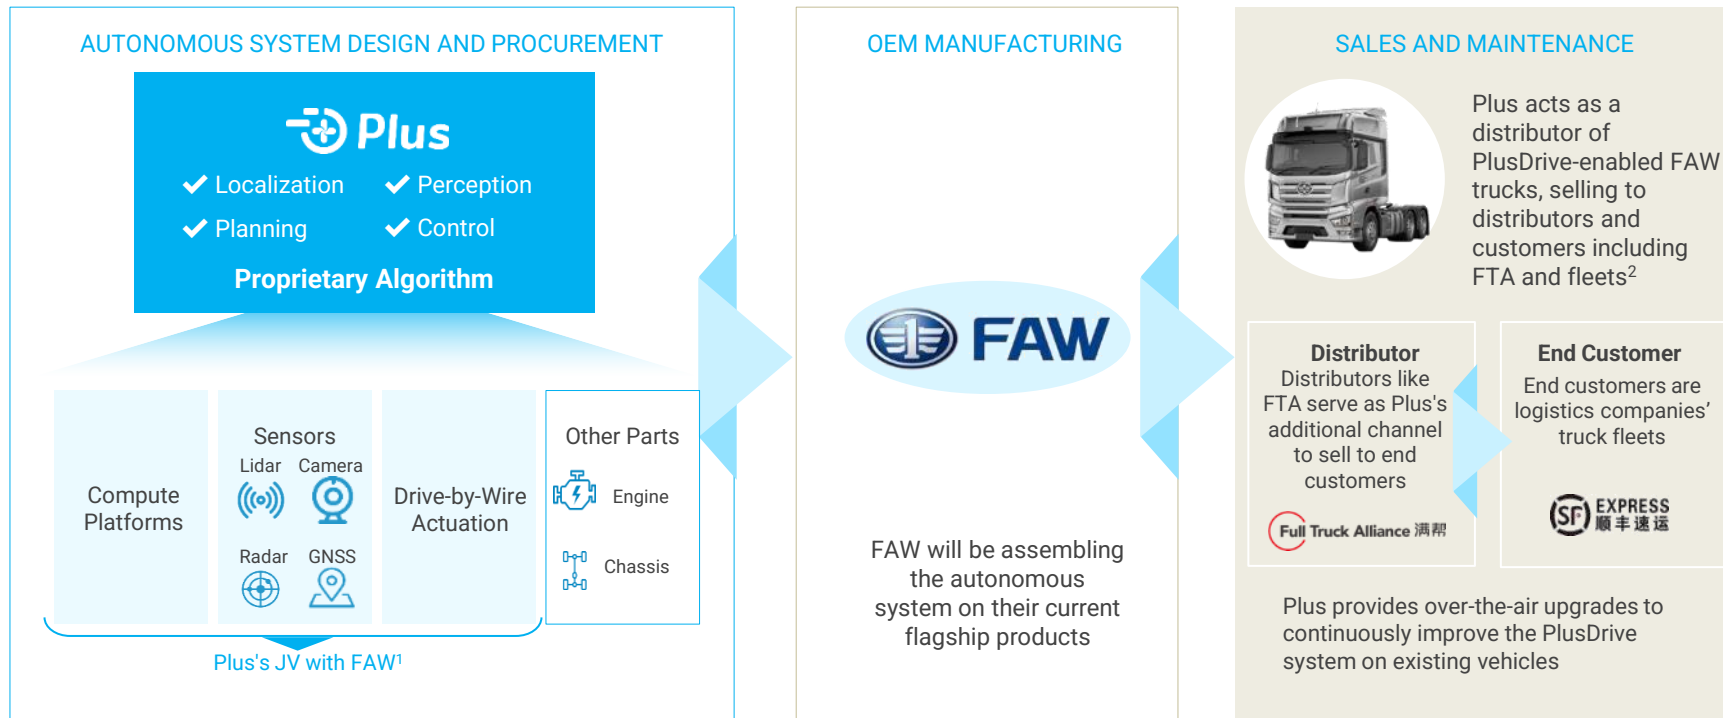 AUTONOMOUS SYSTEM DESIGN AND PROCUREMENT
Plus
Localization
Perception
Planning
Control
Proprietary Algorithm
Compute
Platforms
Sensors
Lidar
Camera
Radar
GNSS
Drive-by-Wire
Actuation
Other Parts
Engine
Chassis
Plus's JV with FAW¹
OEM MANUFACTURING
FAW
FAW will be assembling
the autonomous
system on their current
flagship products
SALES AND MAINTENANCE
Plus acts as a
distributor of
PlusDrive-enabled FAW
trucks, selling to
distributors and
customers including
FTA and fleets²
Distributor
Distributors like
FTA serve as Plus's
additional channel
to sell to end
customers
Full Truck Alliance 满帮
End Customer
End customers are
logistics companies’
truck fleets
SF EXPRESS
顺丰速运
Plus provides over-the-air upgrades to
continuously improve the PlusDrive
system on existing vehicles